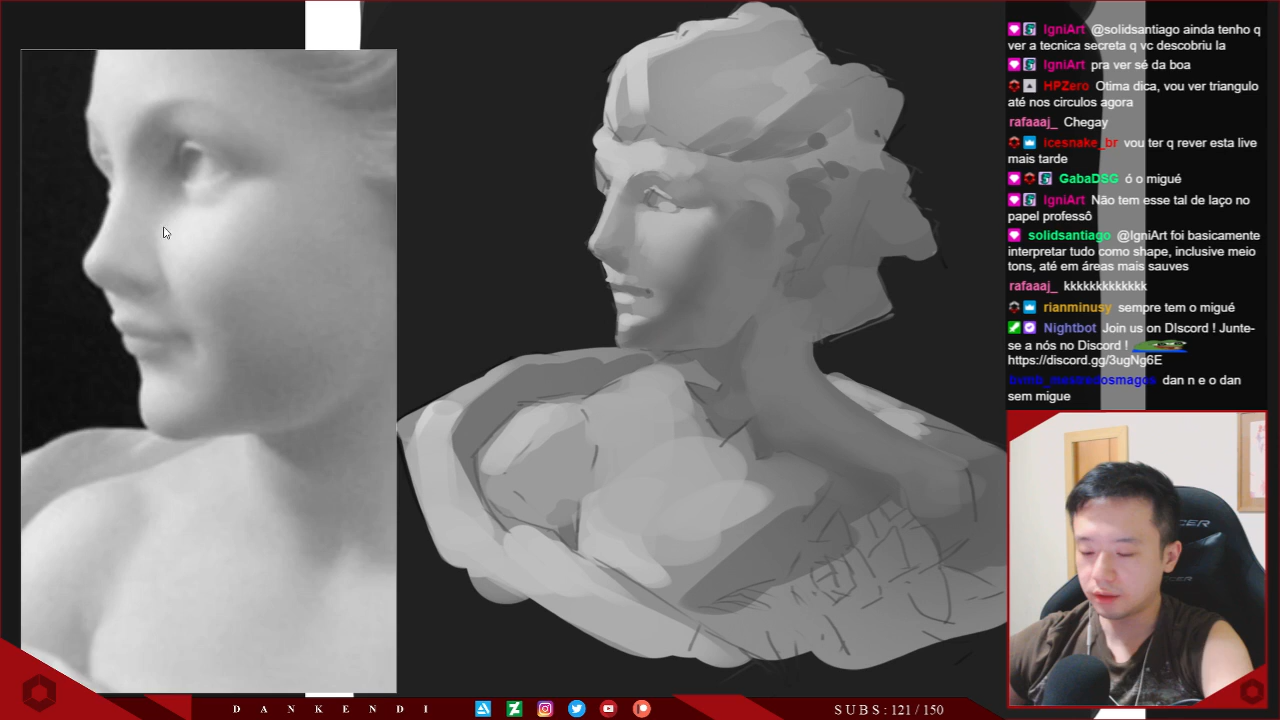 IgniArt @solidsantiago ainda tenho q
ver a tecnica secreta q vc descobriu la
IgniArt pra ver sé da boa
HPZero Otima dica, vou ver triangulo
até nos circulos agora
rafaaaj_ Chegay
icesnake_br vou ter q rever esta live
mais tarde
GabaDSG ó o migué
IgniArt Não tem esse tal de laço no
papel professô
solidsantiago @IgniArt foi basicamente
interpretar tudo como shape, inclusive meio
tons, até em áreas mais sauves
rafaaaj_ kkkkkkkkkkkkk
rianminusy sempre tem o migué
Nightbot Join us on DIscord ! Junte-
se a nós no Discord !
https://discord.gg/3ugNg6E
dan n e o dan
sem migue
DANKENDI
SUBS: 121 / 150